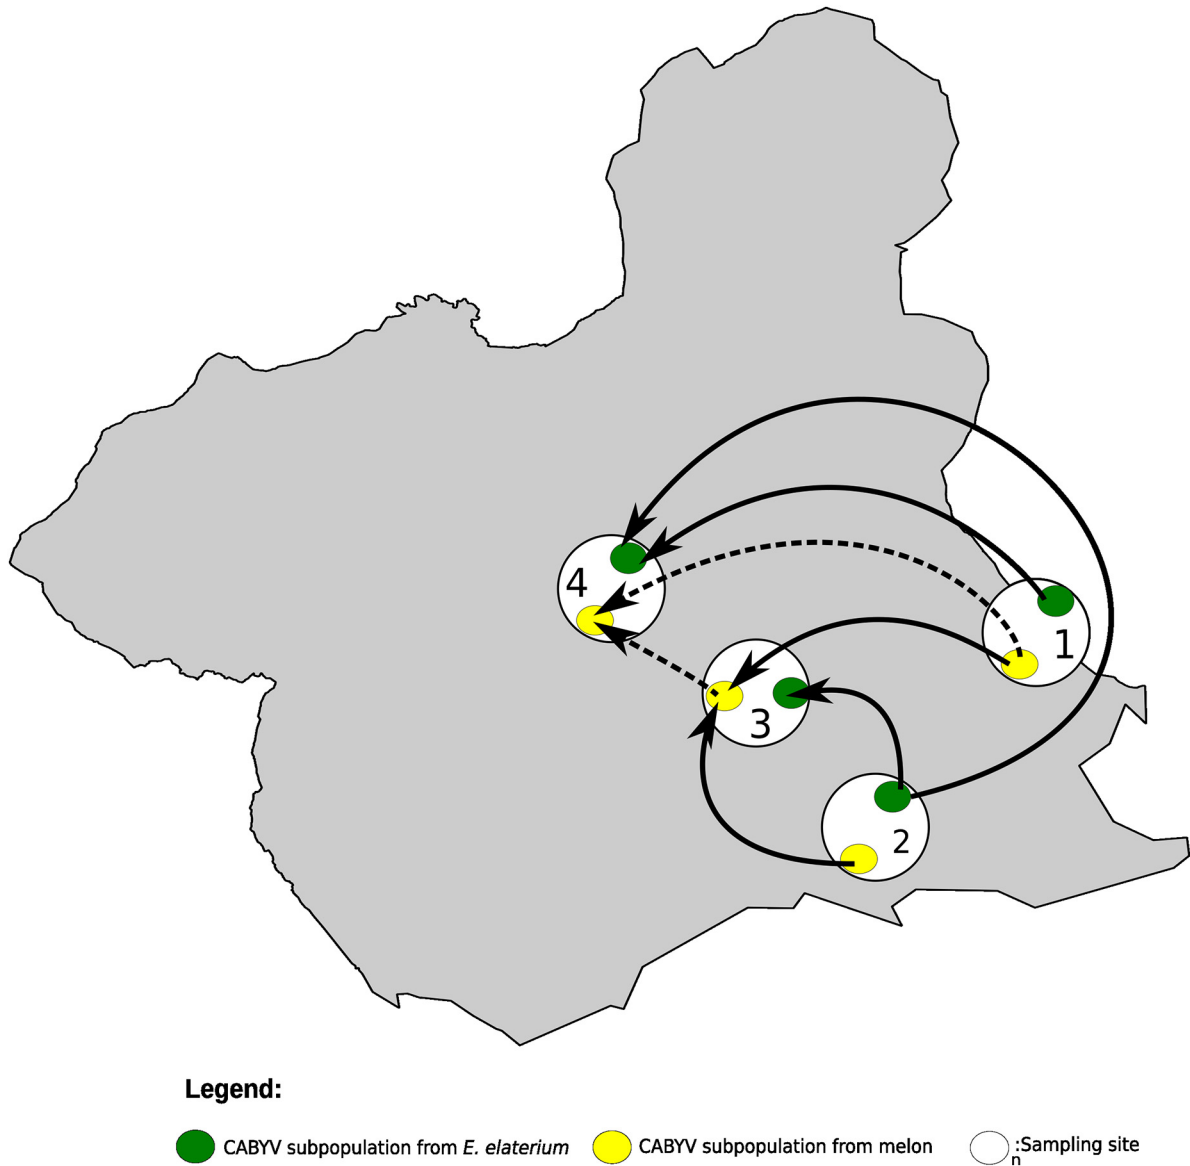 4
1
3
2
Legend:
CABYV subpopulation from E. elaterium
CABYV subpopulation from melon
:Sampling site
n